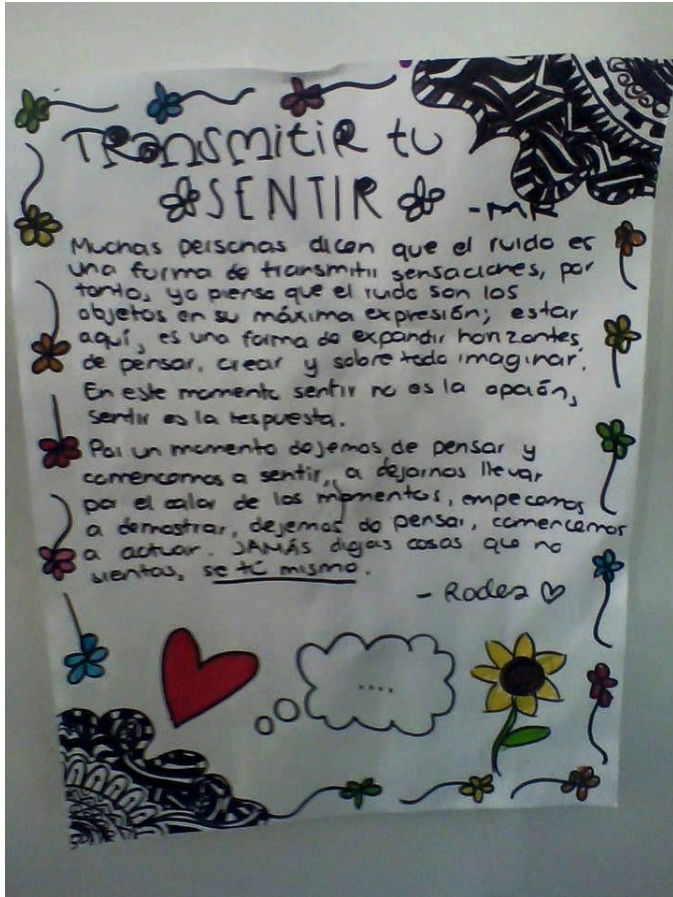 Transmitir tu
SENTIR
-MR
Muchas personas dicen que el ruido es
una forma de transmitir sensaciones, por
tanto, yo pienso que el ruido son los
objetos en su máxima expresión; estar
aquí, es una forma de expandir horizontes,
de pensar, crear y sobre todo imaginar.
En este momento sentir no es la opción,
sentir es la respuesta.
Por un momento dejemos de pensar y
comencemos a sentir, a dejarnos llevar
por el calor de los momentos, empecemos
a demostrar, dejemos de pensar, comencemos
a actuar. JAMÁS digas cosas que no
sientas, se tú mismo.
- Rodez ♡
....